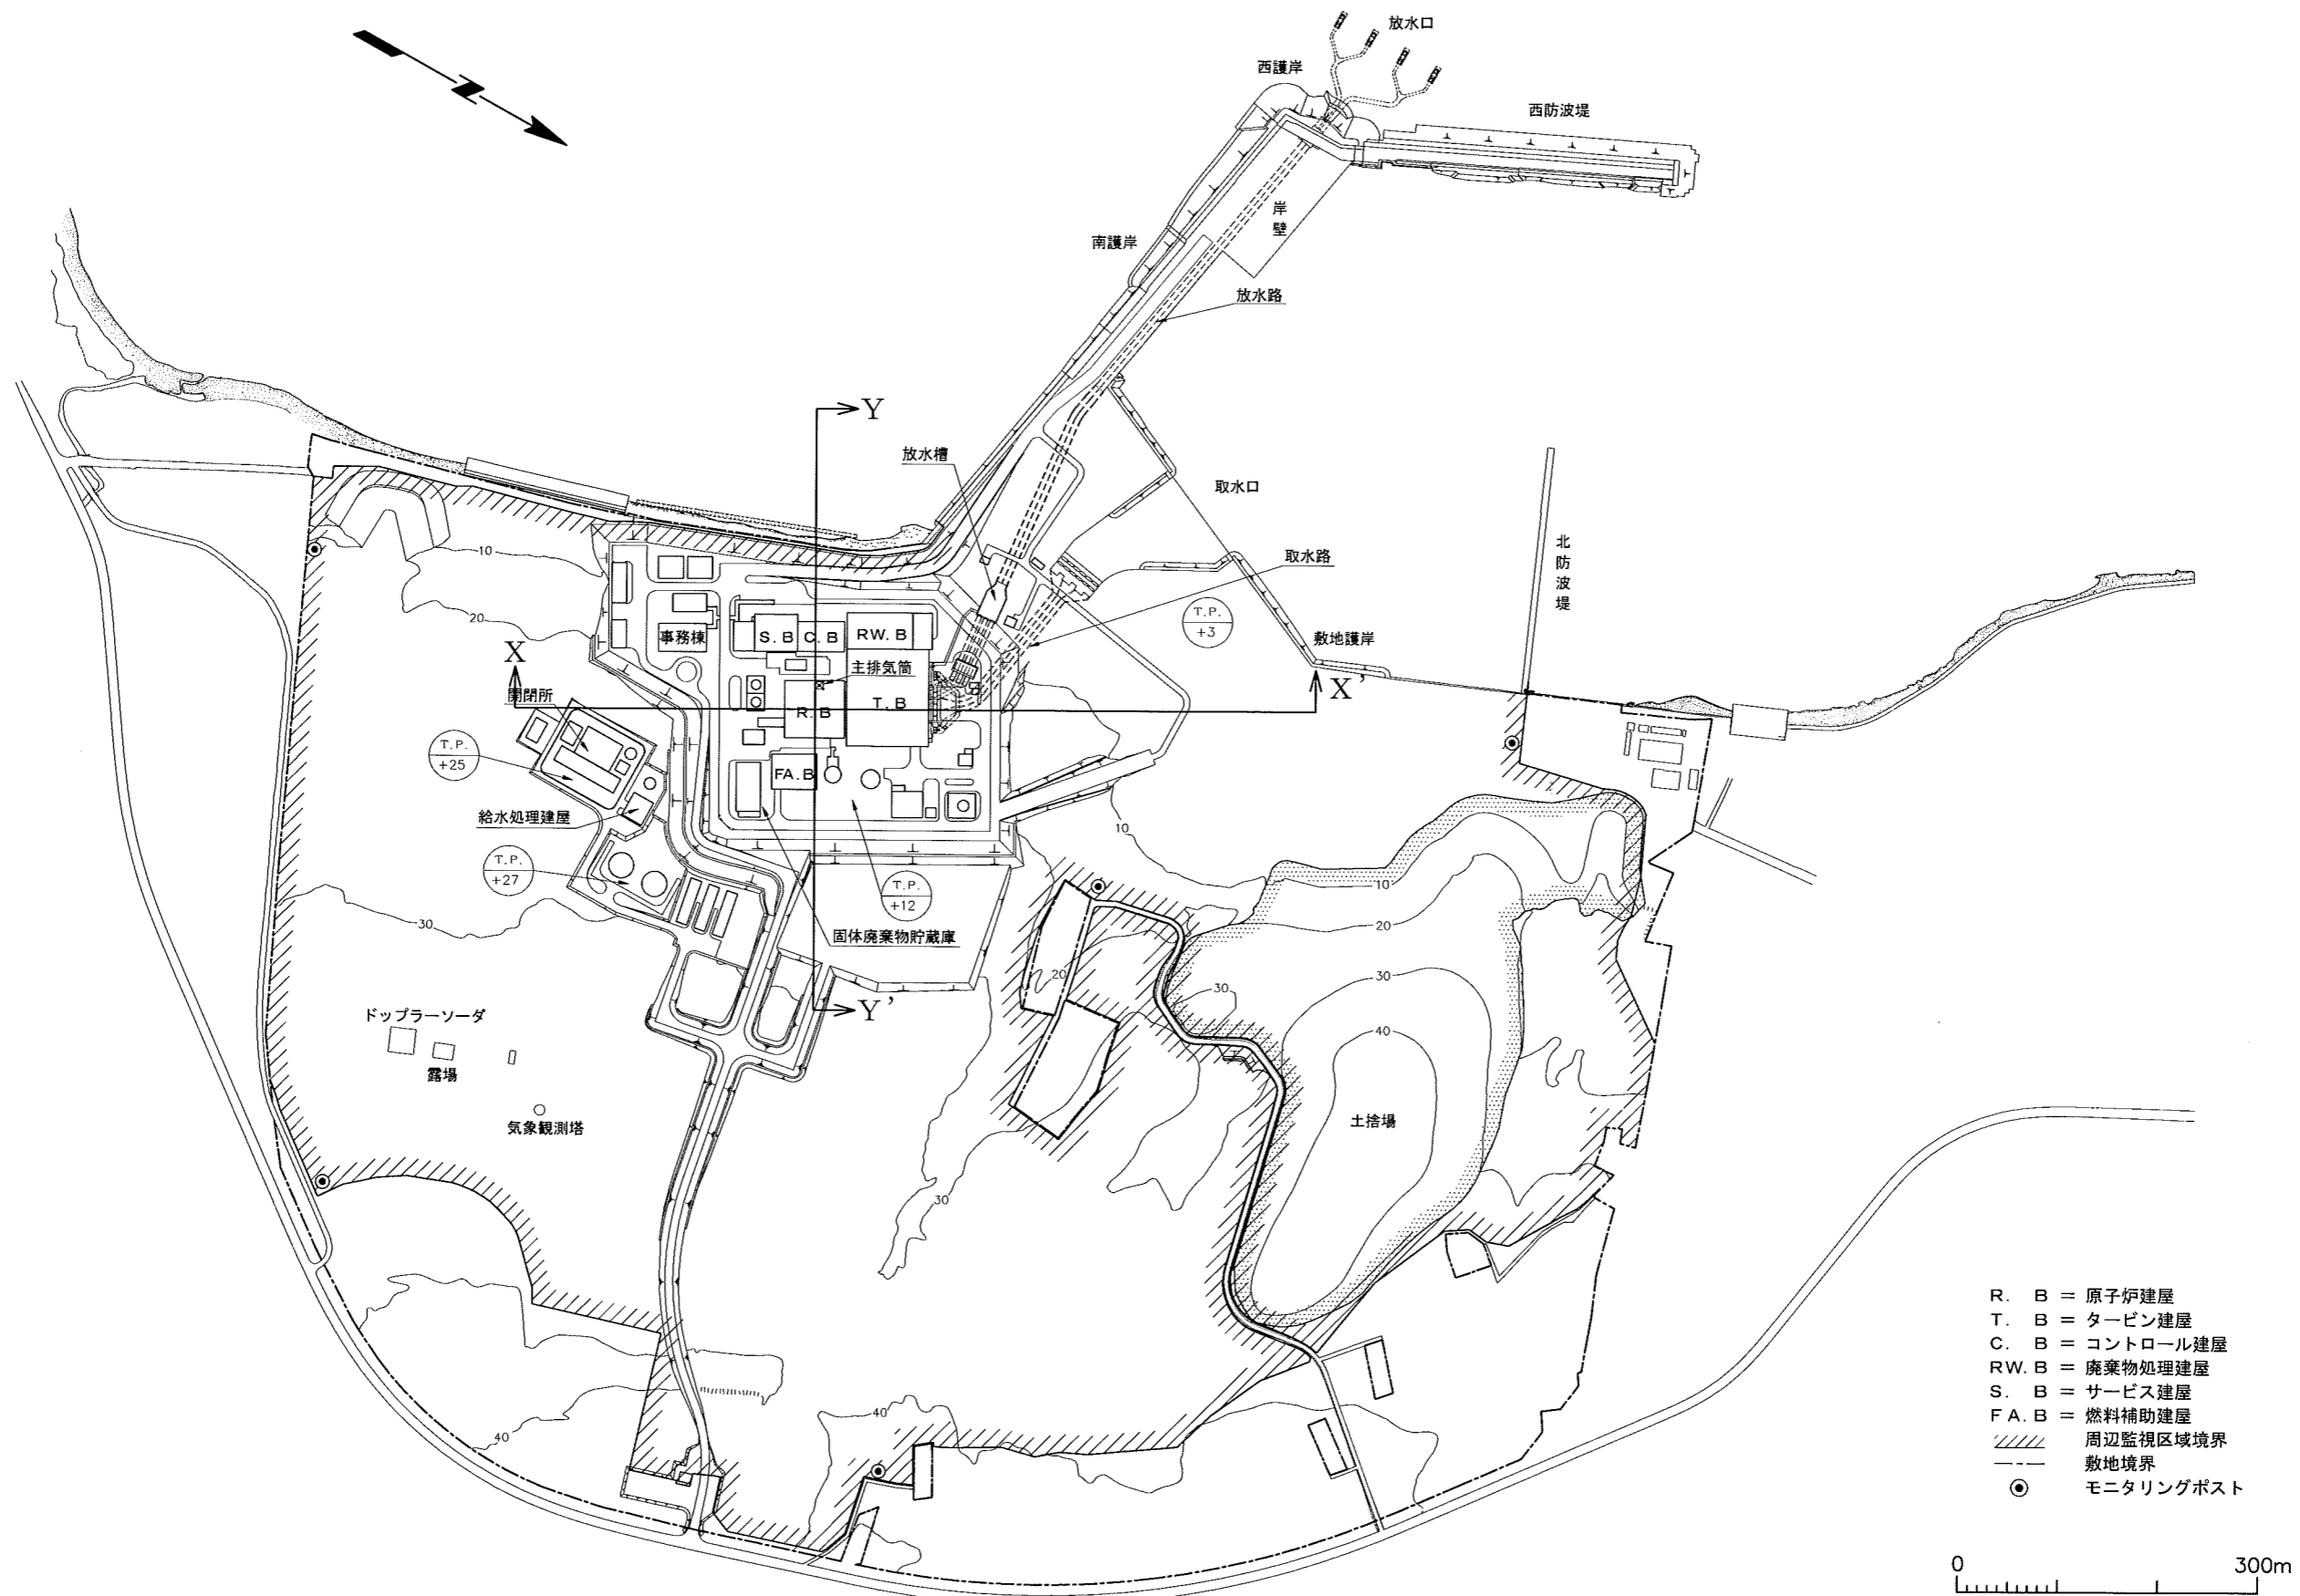 放水口
西護岸
西防波堤
岸壁
南護岸
放水路
Y
放水槽
取水口
北防波堤
取水路
10
20
T.P.
+3
敷地護岸
事務棟
S.B
C.B
RW.B
主排気筒
X
X'
開閉所
R.B
T.B
T.P.
+25
FA.B
給水処理建屋
10
T.P.
+27
T.P.
+12
10
20
30
固体廃棄物貯蔵庫
20
30
30
40
Y'
ドップラーソーダ
露場
気象観測塔
土捨場
30
40
40
R. B = 原子炉建屋
T. B = タービン建屋
C. B = コントロール建屋
RW.B = 廃棄物処理建屋
S. B = サービス建屋
FA.B = 燃料補助建屋
周辺監視区域境界
敷地境界
モニタリングポスト
0 300m